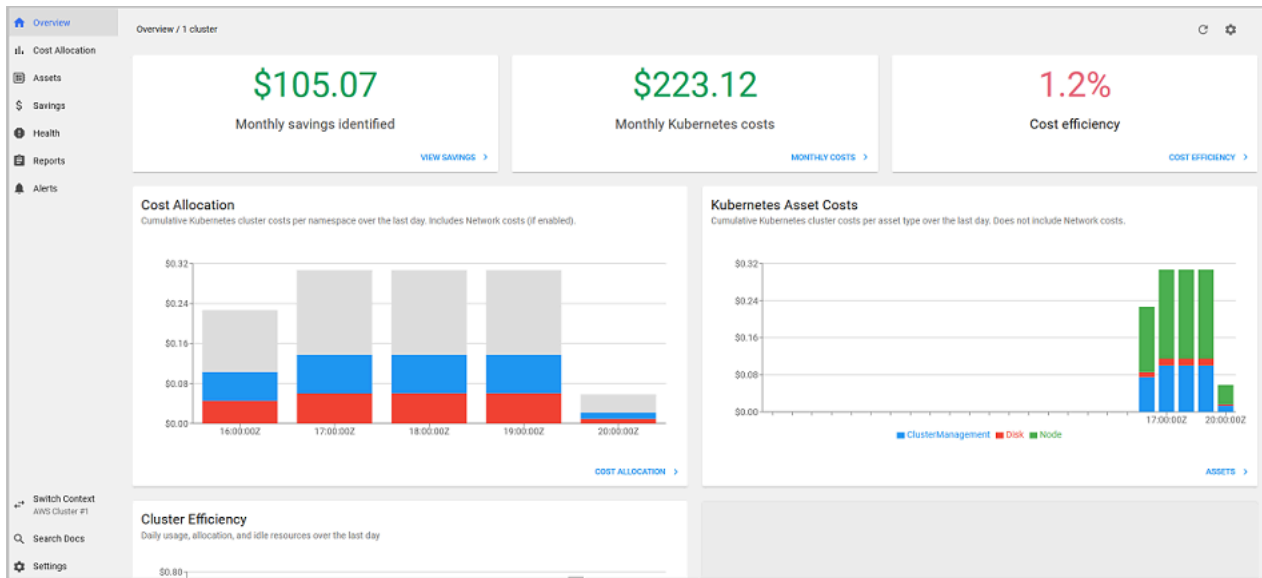 Overview
Cost Allocation
Assets
Savings
Health
Reports
Alerts
Switch Context
AWS Cluster #1
Search Docs
Settings
Overview / 1 cluster
$105.07
Monthly savings identified
VIEW SAVINGS
$223.12
Monthly Kubernetes costs
MONTHLY COSTS
1.2%
Cost efficiency
COST EFFICIENCY
Cost Allocation
Cumulative Kubernetes cluster costs per namespace over the last day. Includes Network costs (if enabled).
$0.32
$0.24
$0.16
$0.08
$0.00
16:00:00Z 17:00:00Z 18:00:00Z 19:00:00Z 20:00:00Z
COST ALLOCATION
Kubernetes Asset Costs
Cumulative Kubernetes cluster costs per asset type over the last day. Does not include Network costs.
$0.32
$0.24
$0.16
$0.08
$0.00
17:00:00Z 20:00:00Z
ClusterManagement Disk Node
ASSETS
Cluster Efficiency
Daily usage, allocation, and idle resources over the last day
$0.80